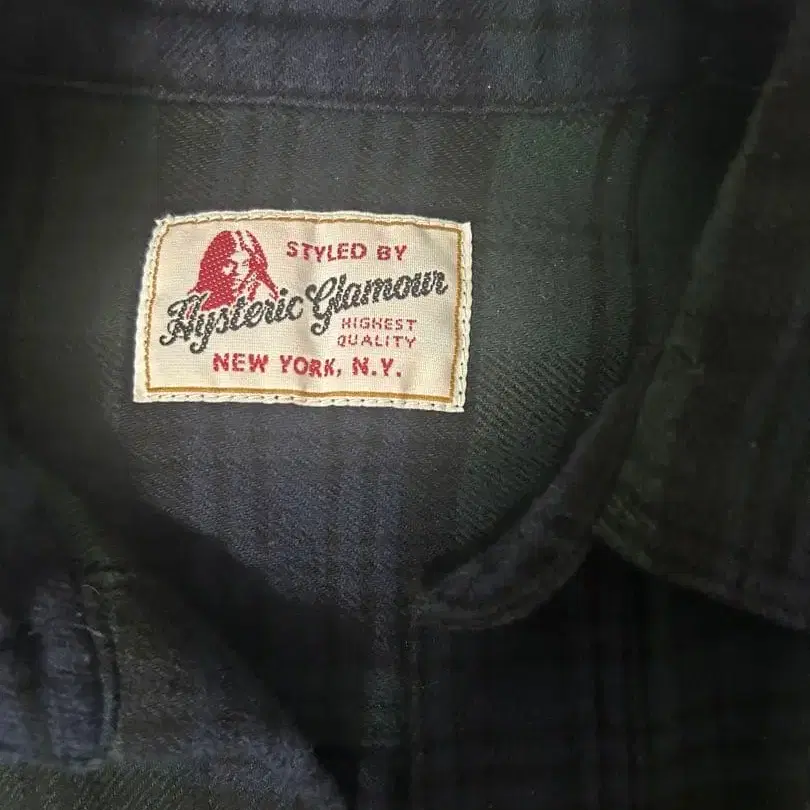 STYLED BY
Hysteric Glamour
HIGHEST
QUALITY
NEW YORK, N.Y.